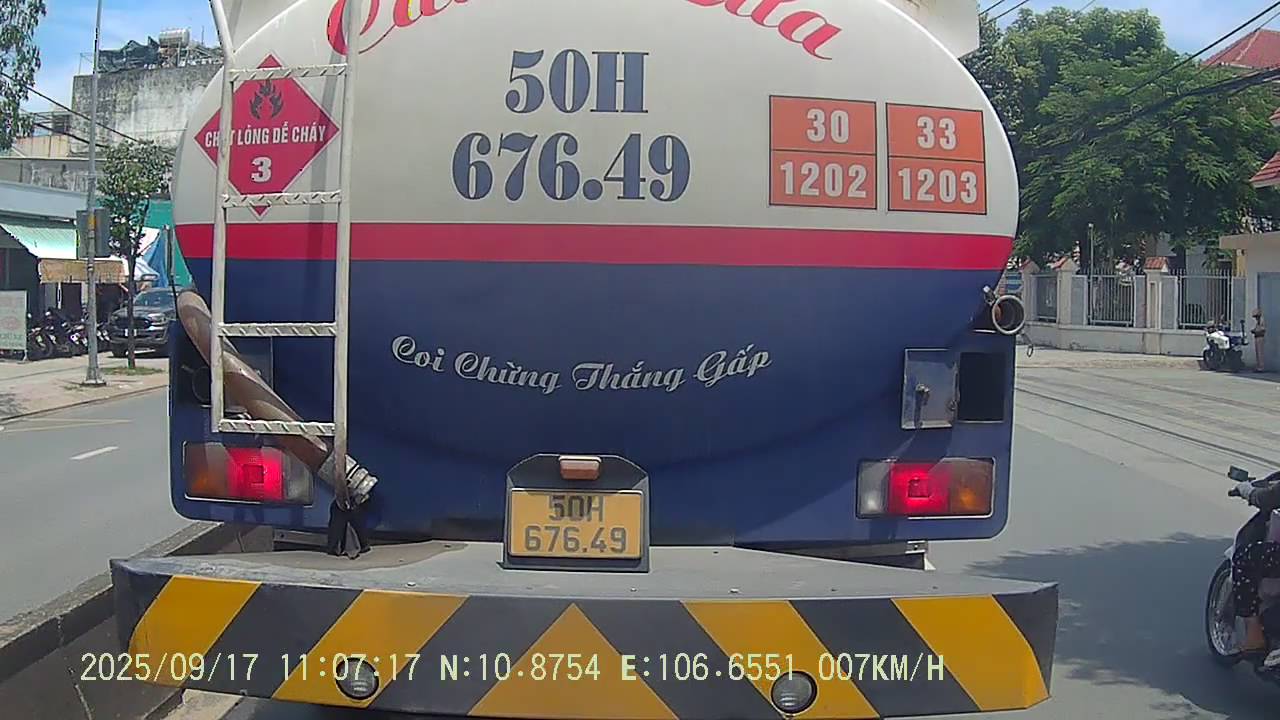 Lửa
50H
676.49
CHẤT LỎNG DỄ CHÁY
3
30
1202
33
1203
Coi Chừng Thắng Gấp
50H
676.49
2025/09/17 11:07:17 N:10.8754 E:106.6551 007KM/H